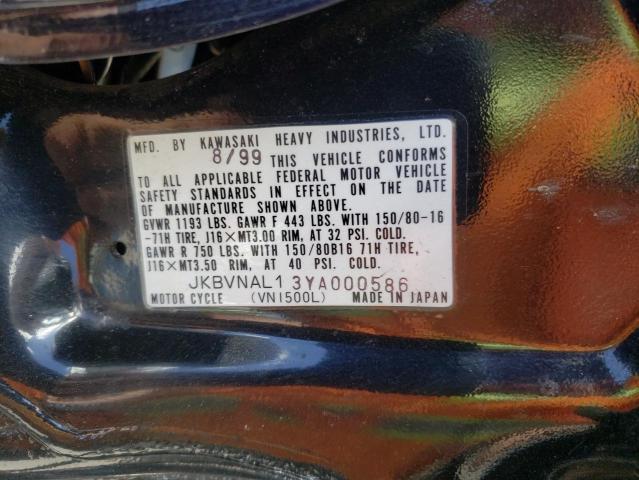 MFD. BY KAWASAKI HEAVY INDUSTRIES, LTD.
8/99 THIS VEHICLE CONFORMS
TO ALL APPLICABLE FEDERAL MOTOR VEHICLE
SAFETY STANDARDS IN EFFECT ON THE DATE
OF MANUFACTURE SHOWN ABOVE.
GVWR 1193 LBS. GAWR F 443 LBS. WITH 150/80-16
-71H TIRE, J16×MT3.00 RIM, AT 32 PSI. COLD.
GAWR R 750 LBS. WITH 150/80B16 71H TIRE,
J16×MT3.50 RIM, AT 40 PSI. COLD.
JKBVNAL13YA000586
MOTOR CYCLE (VN1500L) MADE IN JAPAN